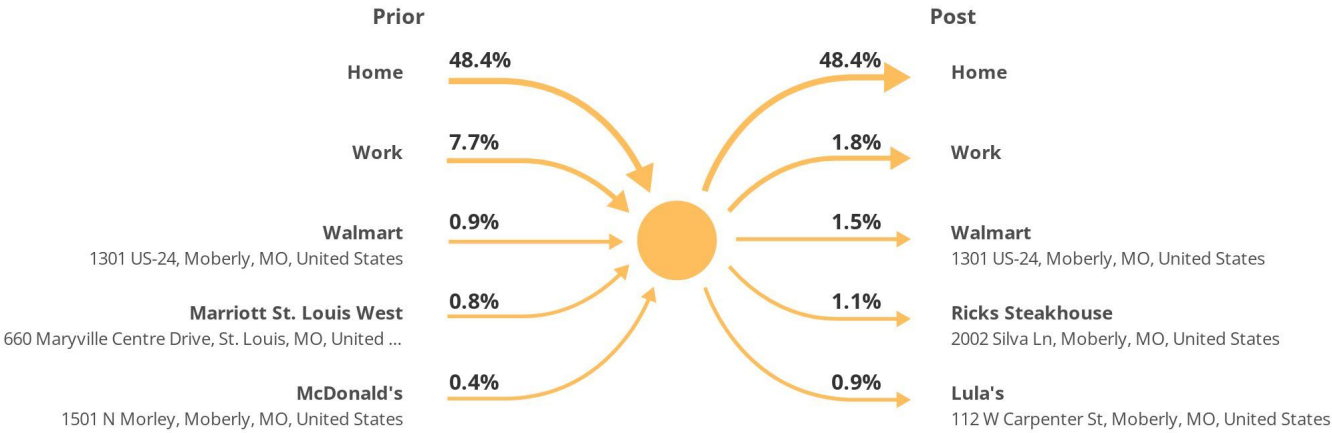 Prior
Post
48.4%
48.4%
Home
Home
7.7%
1.8%
Work
Work
0.9%
1.5%
Walmart
Walmart
1301 US-24, Moberly, MO, United States
1301 US-24, Moberly, MO, United States
0.8%
1.1%
Marriott St. Louis West
Ricks Steakhouse
660 Maryville Centre Drive, St. Louis, MO, United ...
2002 Silva Ln, Moberly, MO, United States
0.4%
0.9%
McDonald's
Lula's
1501 N Morley, Moberly, MO, United States
112 W Carpenter St, Moberly, MO, United States